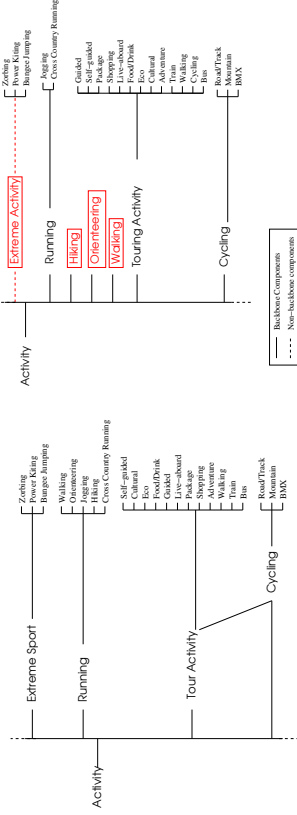 Activity
Extreme Sport
Zorbing
Power Kiting
Bungee Jumping
Running
Walking
Orienteering
Jogging
Hiking
Cross Country Running
Tour Activity
Self-guided
Cultural
Eco
Food/Drink
Guided
Live-aboard
Package
Shopping
Adventure
Walking
Train
Bus
Cycling
Road/Track
Mountain
BMX
Activity
Extreme Activity
Zorbing
Power Kiting
Bungee Jumping
Running
Jogging
Cross Country Running
Hiking
Orienteering
Walking
Touring Activity
Guided
Self-guided
Package
Shopping
Live-aboard
Food/Drink
Eco
Cultural
Adventure
Train
Walking
Cycling
Bus
Cycling
Road/Track
Mountain
BMX
Backbone Components
Non-backbone components